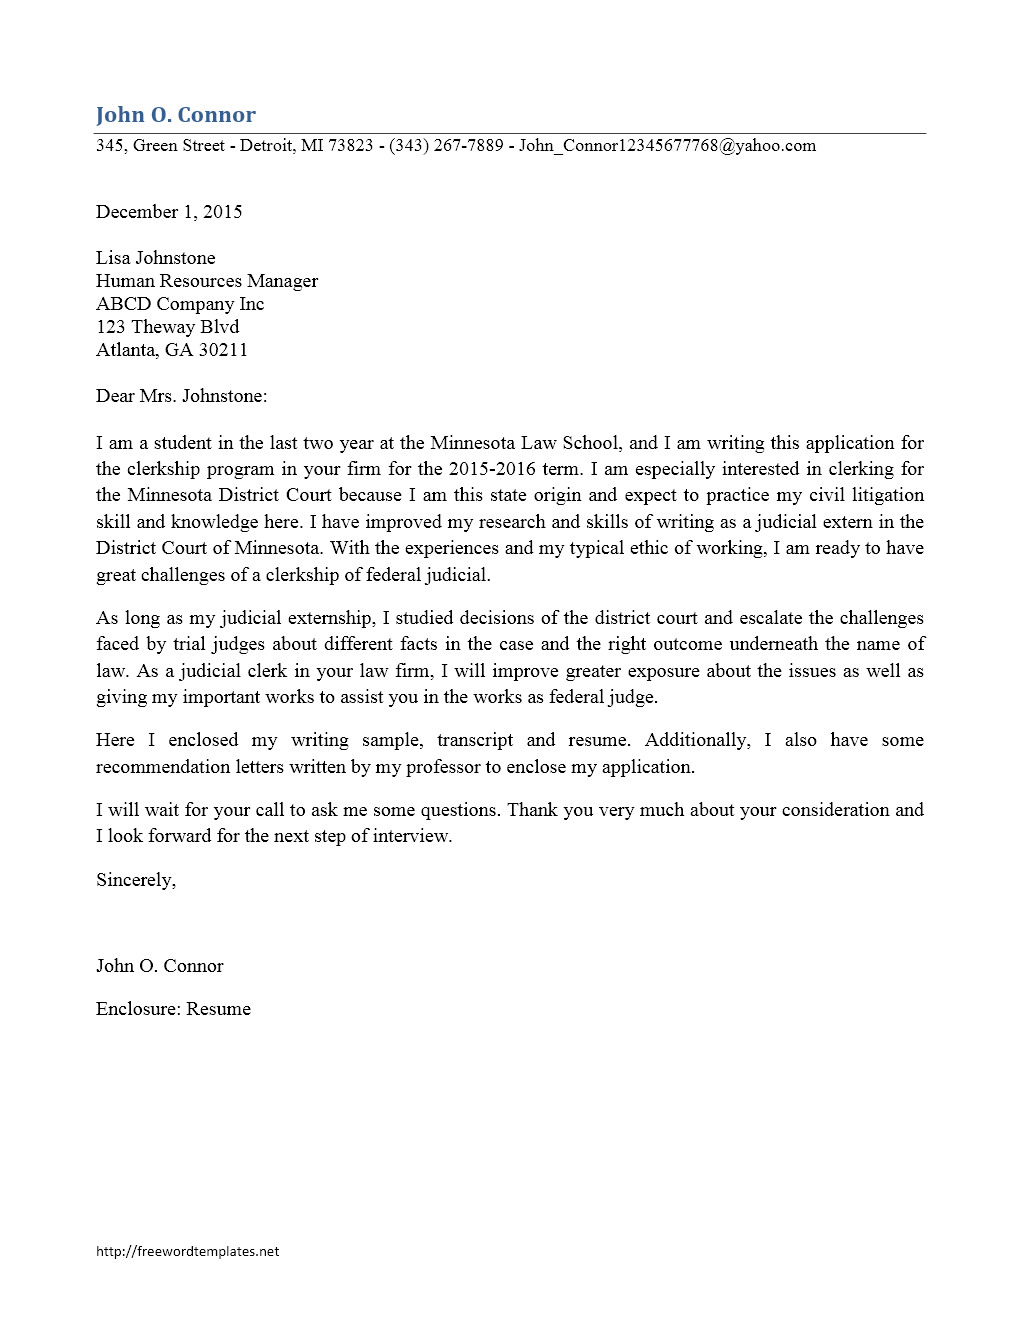 John O. Connor
345, Green Street - Detroit, MI 73823 - (343) 267-7889 - John_Connor12345677768@yahoo.com
December 1, 2015
Lisa Johnstone
Human Resources Manager
ABCD Company Inc
123 Theway Blvd
Atlanta, GA 30211
Dear Mrs. Johnstone:
I am a student in the last two year at the Minnesota Law School, and I am writing this application for
the clerkship program in your firm for the 2015-2016 term. I am especially interested in clerking for
the Minnesota District Court because I am this state origin and expect to practice my civil litigation
skill and knowledge here. I have improved my research and skills of writing as a judicial extern in the
District Court of Minnesota. With the experiences and my typical ethic of working, I am ready to have
great challenges of a clerkship of federal judicial.
As long as my judicial externship, I studied decisions of the district court and escalate the challenges
faced by trial judges about different facts in the case and the right outcome underneath the name of
law. As a judicial clerk in your law firm, I will improve greater exposure about the issues as well as
giving my important works to assist you in the works as federal judge.
Here I enclosed my writing sample, transcript and resume. Additionally, I also have some
recommendation letters written by my professor to enclose my application.
I will wait for your call to ask me some questions. Thank you very much about your consideration and
I look forward for the next step of interview.
Sincerely,
John O. Connor
Enclosure: Resume
http://freewordtemplates.net